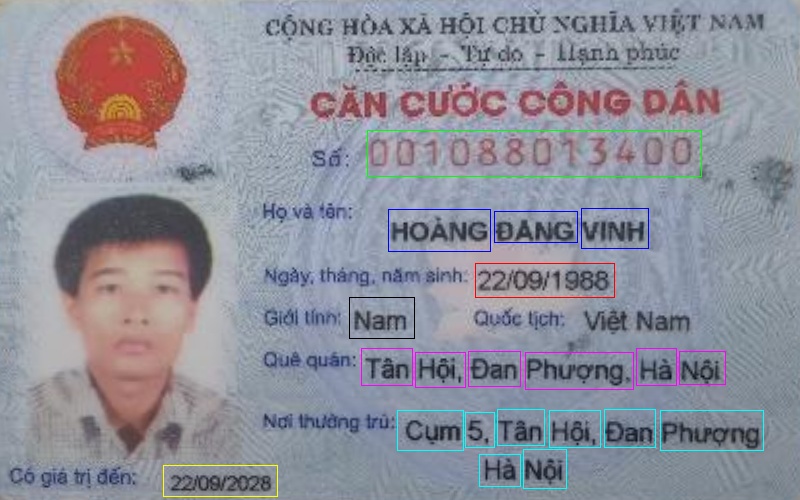 CỘNG HÒA XÃ HỘI CHỦ NGHĨA VIỆT NAM
Độc lập - Tự do - Hạnh phúc
CĂN CƯỚC CÔNG DÂN
Số: 001088013400
Họ và tên: HOÀNG ĐĂNG VINH
Ngày, tháng, năm sinh: 22/09/1988
Giới tính: Nam Quốc tịch: Việt Nam
Quê quán: Tân Hội, Đan Phượng, Hà Nội
Nơi thường trú: Cụm 5, Tân Hội, Đan Phượng
Hà Nội
Có giá trị đến: 22/09/2028